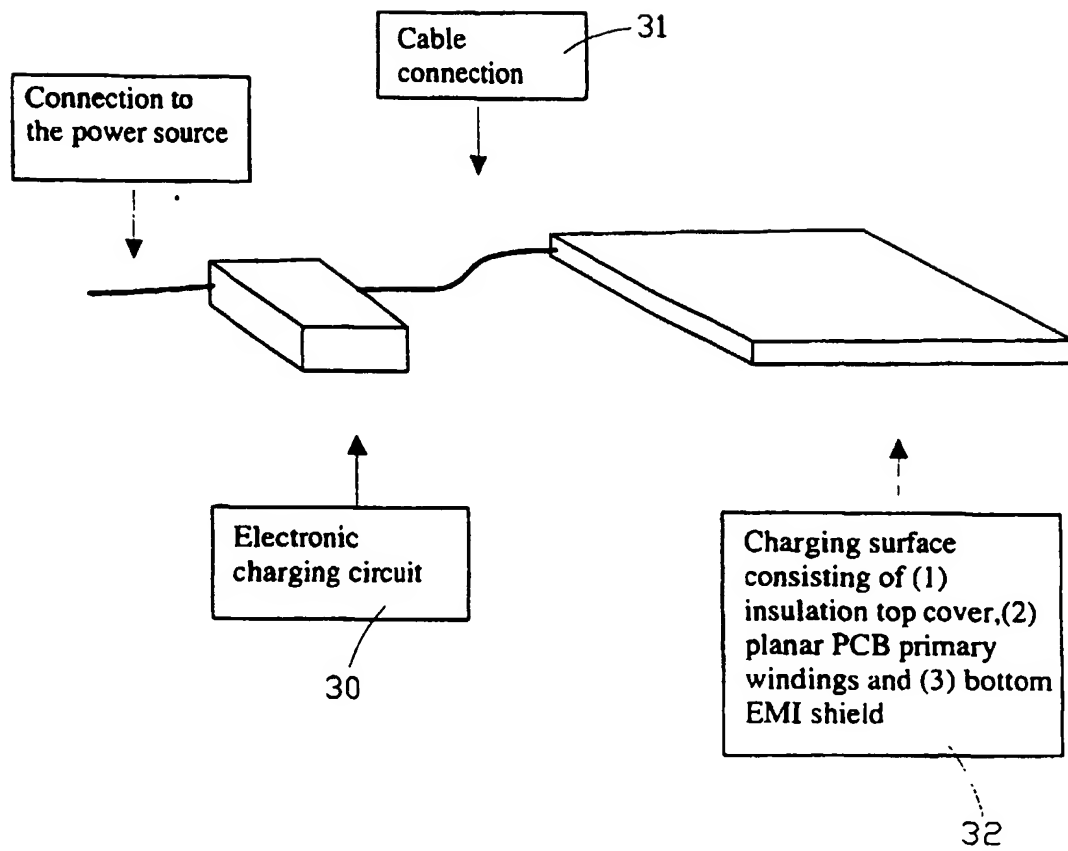 Cable
connection
31
Connection to
the power source
Electronic
charging circuit
30
Charging surface
consisting of (1)
insulation top cover,(2)
planar PCB primary
windings and (3) bottom
EMI shield
32